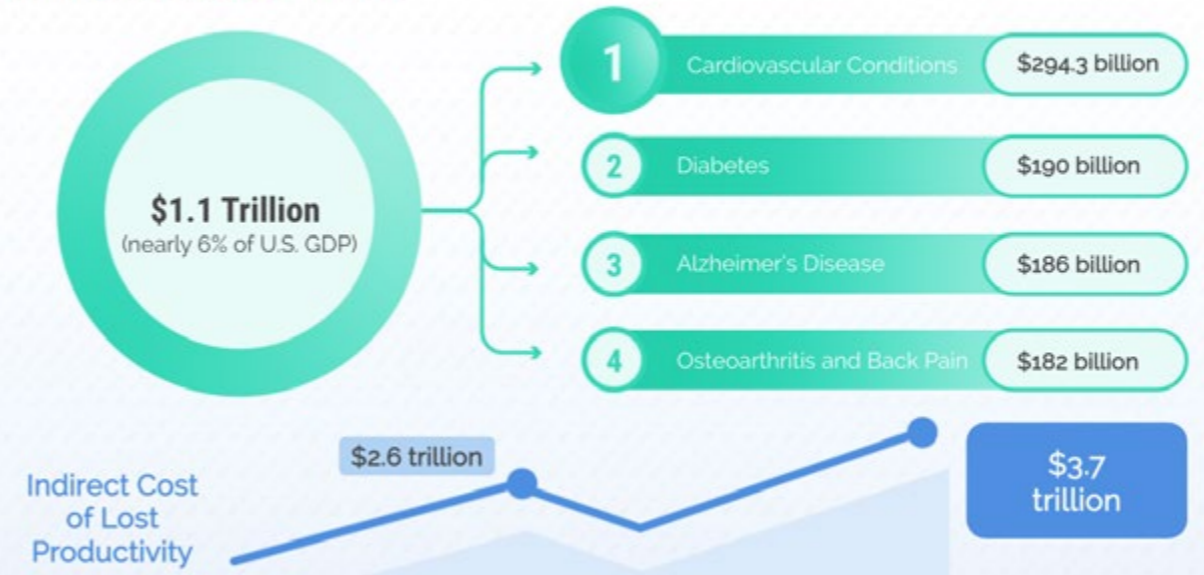 $1.1 Trillion
(nearly 6% of U.S. GDP)
1
Cardiovascular Conditions
$294.3 billion
2
Diabetes
$190 billion
3
Alzheimer's Disease
$186 billion
4
Osteoarthritis and Back Pain
$182 billion
Indirect Cost
of Lost
Productivity
$2.6 trillion
$3.7
trillion